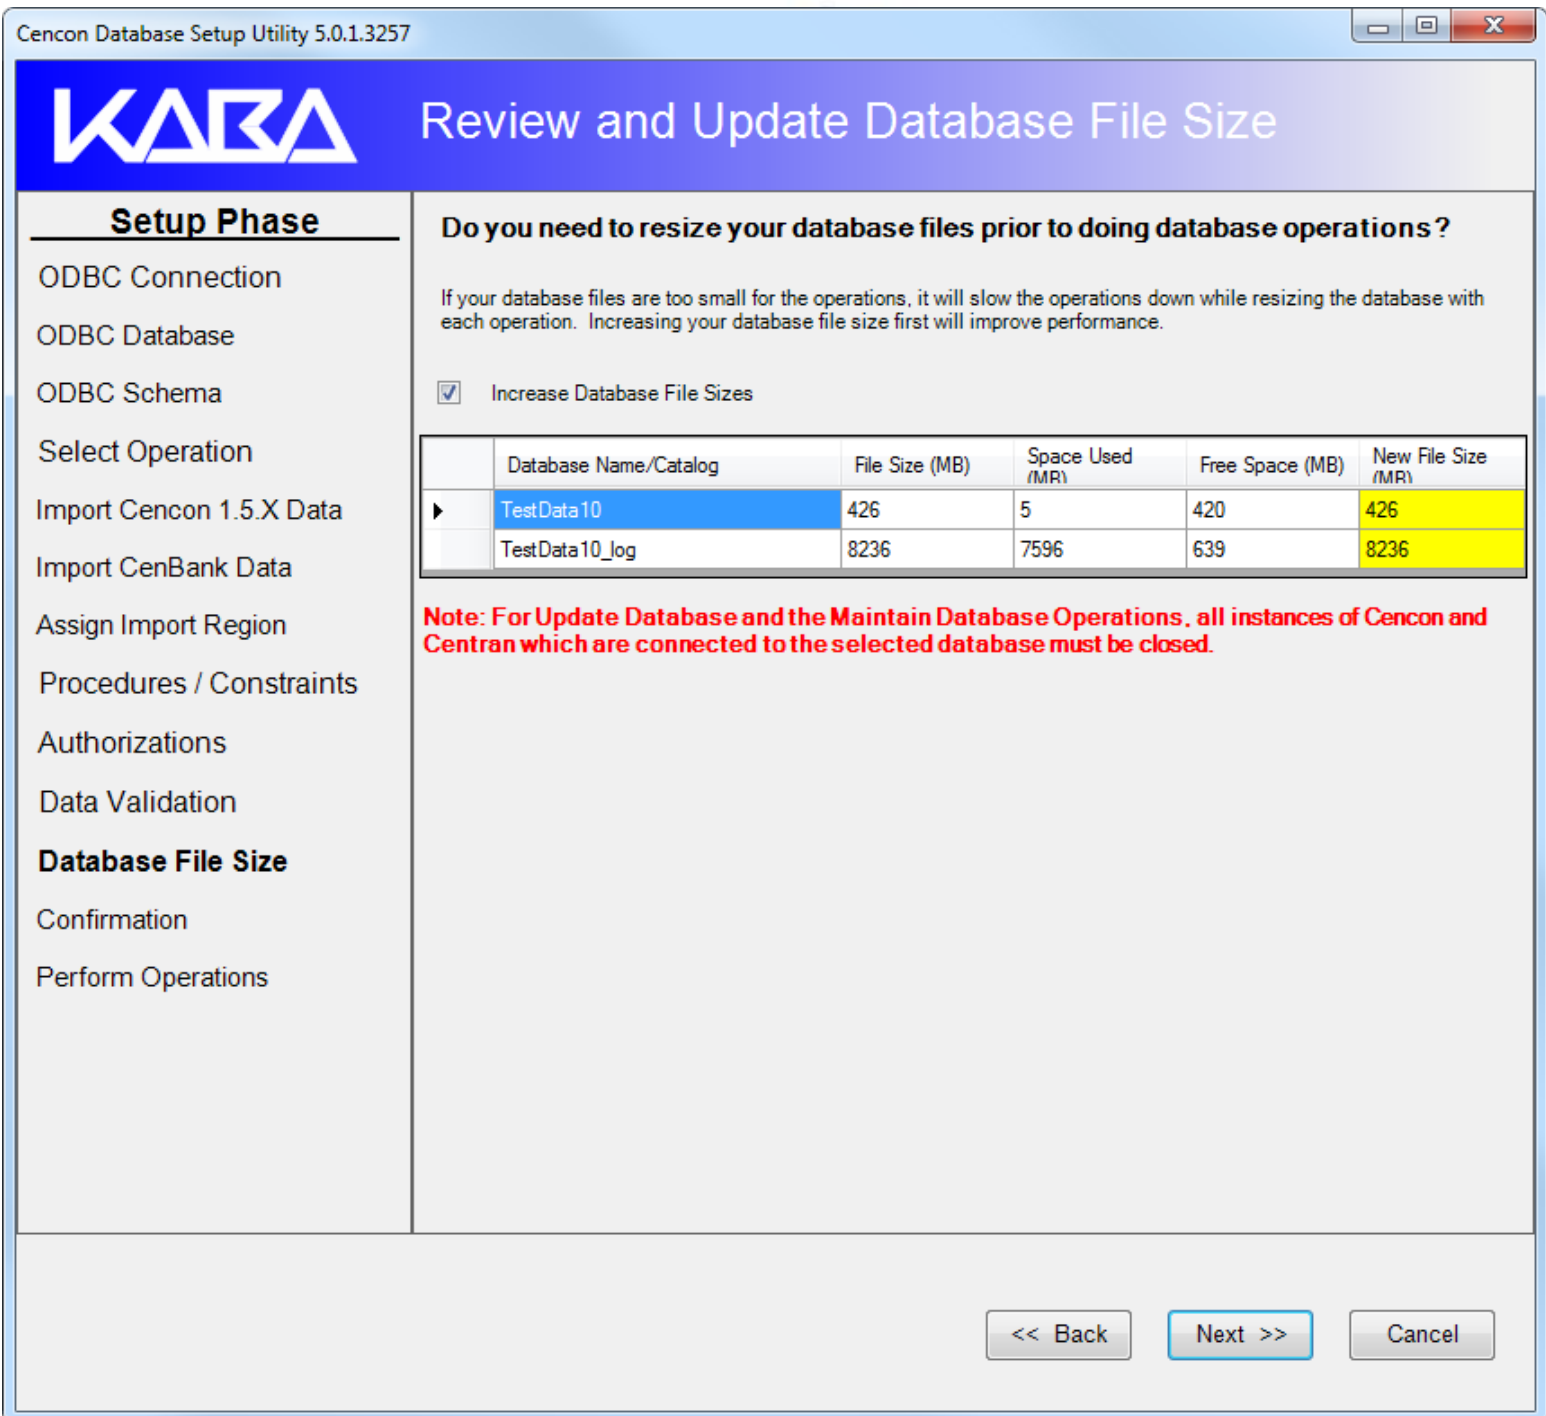 Cencon Database Setup Utility 5.0.1.3257
KABA
Review and Update Database File Size
Setup Phase
ODBC Connection
ODBC Database
ODBC Schema
Select Operation
Import Cencon 1.5.X Data
Import CenBank Data
Assign Import Region
Procedures / Constraints
Authorizations
Data Validation
Database File Size
Confirmation
Perform Operations
Do you need to resize your database files prior to doing database operations?
If your database files are too small for the operations, it will slow the operations down while resizing the database with
each operation. Increasing your database file size first will improve performance.
Increase Database File Sizes
Database Name/Catalog File Size (MB) Space Used (MB) Free Space (MB) New File Size (MB)
TestData10 426 5 420 426
TestData10_log 8236 7596 639 8236
Note: For Update Database and the Maintain Database Operations, all instances of Cencon and
Centran which are connected to the selected database must be closed.
<< Back Next >> Cancel